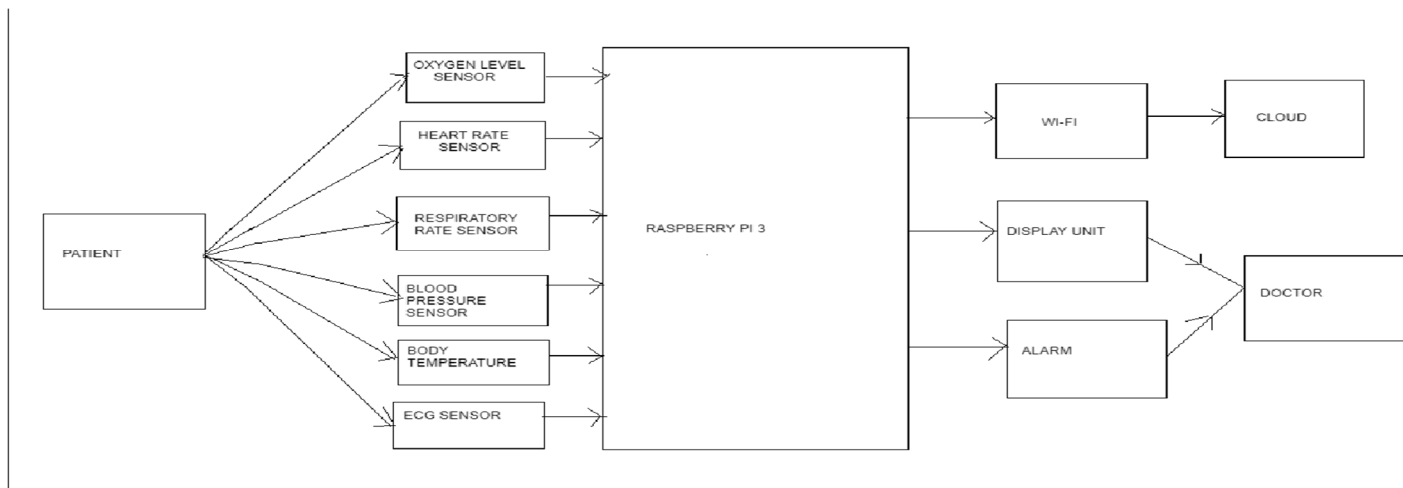 PATIENT
OXYGEN LEVEL
SENSOR
HEART RATE
SENSOR
RESPIRATORY
RATE SENSOR
BLOOD
PRESSURE
SENSOR
BODY
TEMPERATURE
ECG SENSOR
RASPBERRY PI 3
WI-FI
CLOUD
DISPLAY UNIT
ALARM
DOCTOR